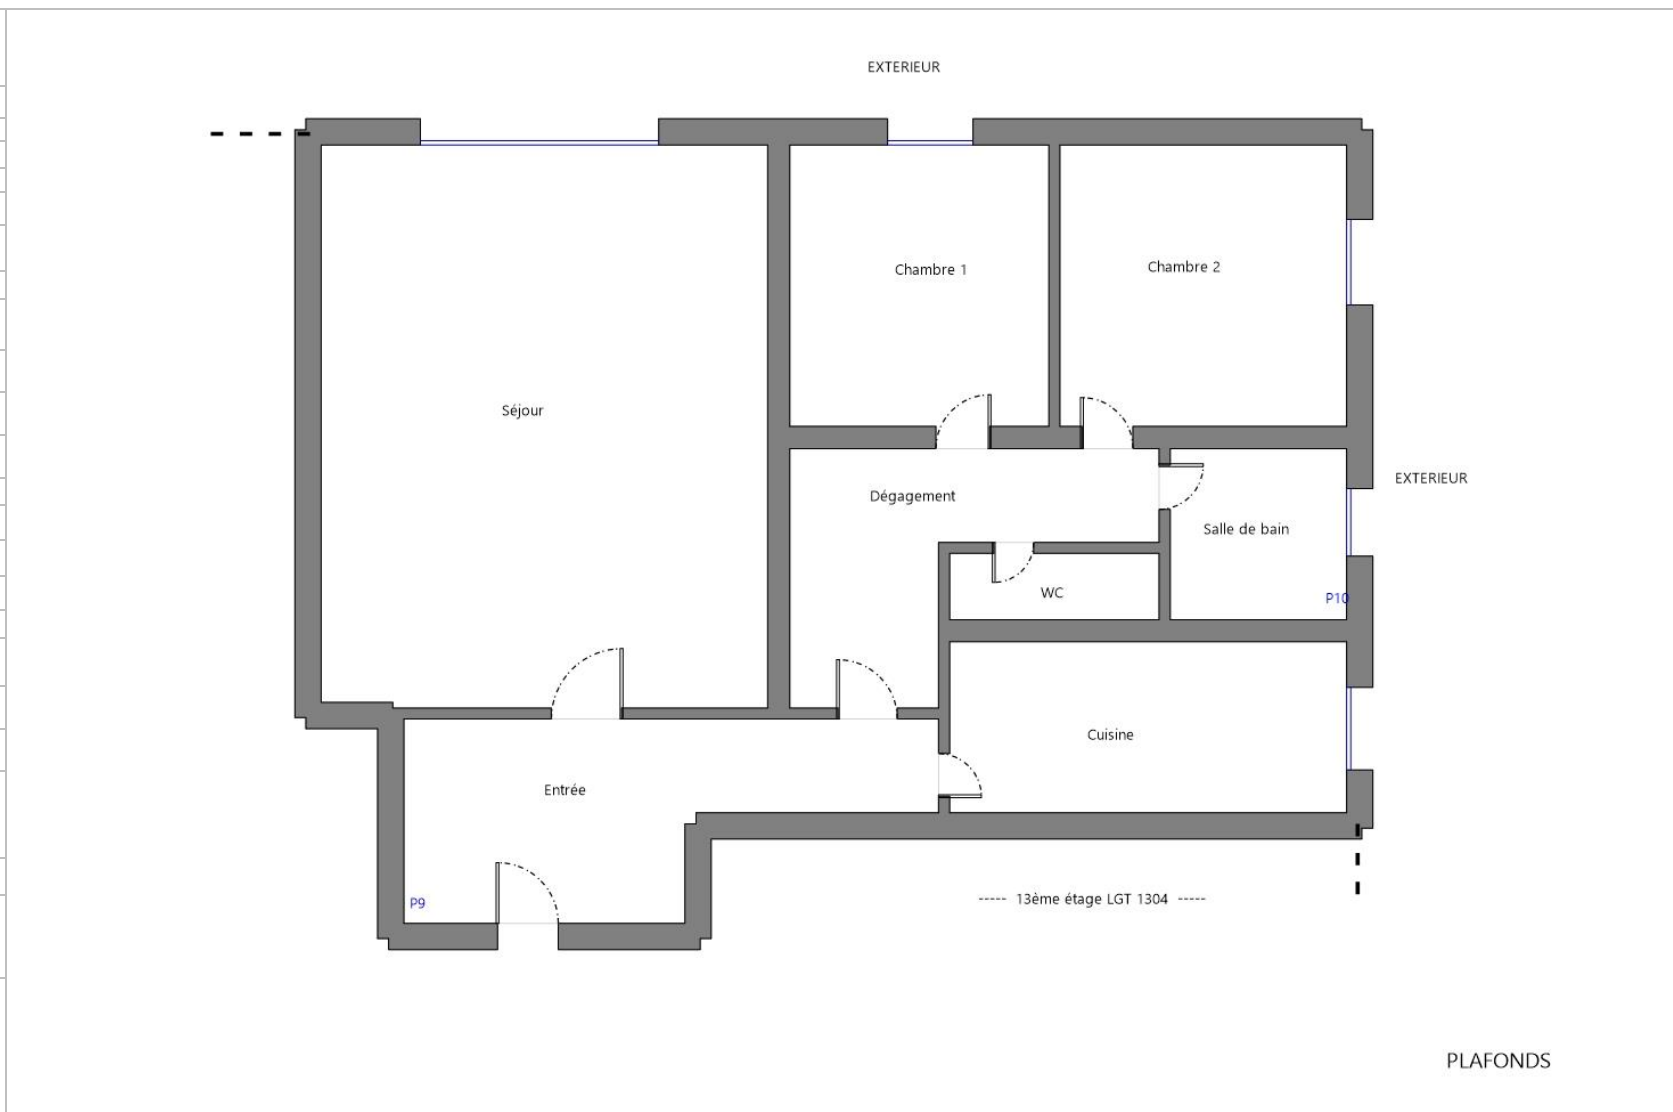 EXTERIEUR
Chambre 1
Chambre 2
Séjour
EXTERIEUR
Dégagement
Salle de bain
WC
P10
Cuisine
Entrée
P9
----- 13ème étage LGT 1304 -----
PLAFONDS